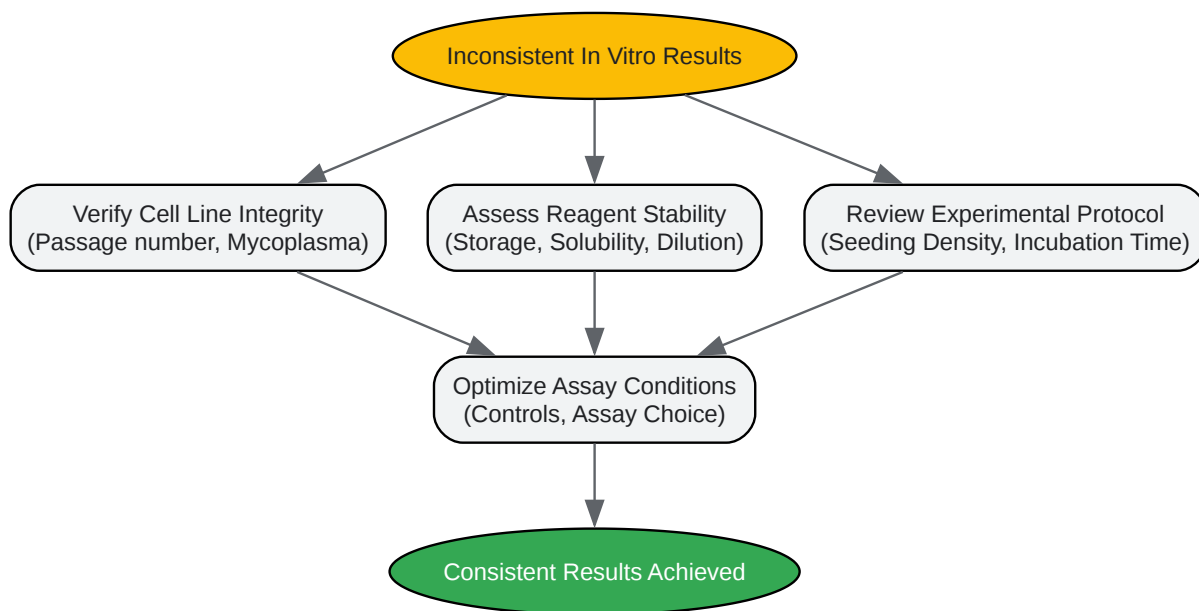 Inconsistent In Vitro Results
Verify Cell Line Integrity
(Passage number, Mycoplasma)
Assess Reagent Stability
(Storage, Solubility, Dilution)
Review Experimental Protocol
(Seeding Density, Incubation Time)
Optimize Assay Conditions
(Controls, Assay Choice)
Consistent Results Achieved